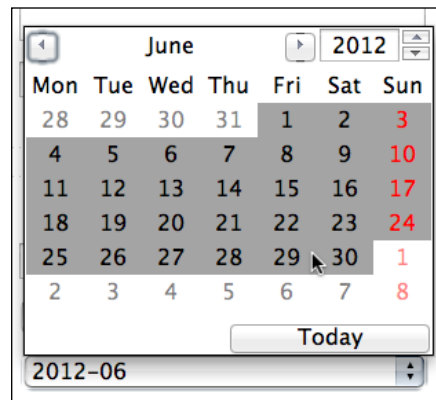 June 2012
Mon Tue Wed Thu Fri Sat Sun
28 29 30 31 1 2 3
4 5 6 7 8 9 10
11 12 13 14 15 16 17
18 19 20 21 22 23 24
25 26 27 28 29 30 1
2 3 4 5 6 7 8
Today
2012-06